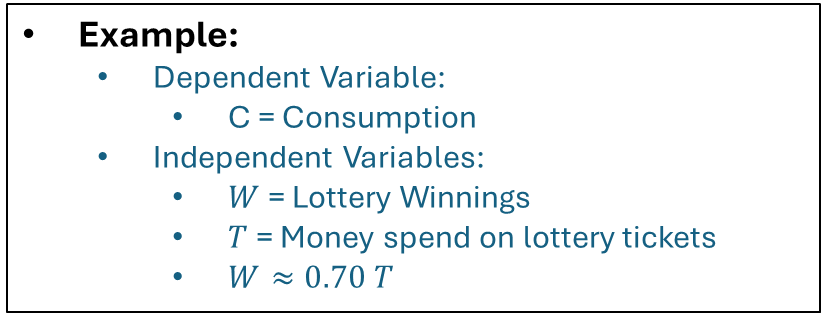 • Example:
• Dependent Variable:
• C = Consumption
• Independent Variables:
• W = Lottery Winnings
• T = Money spend on lottery tickets
• W ≈ 0.70 T